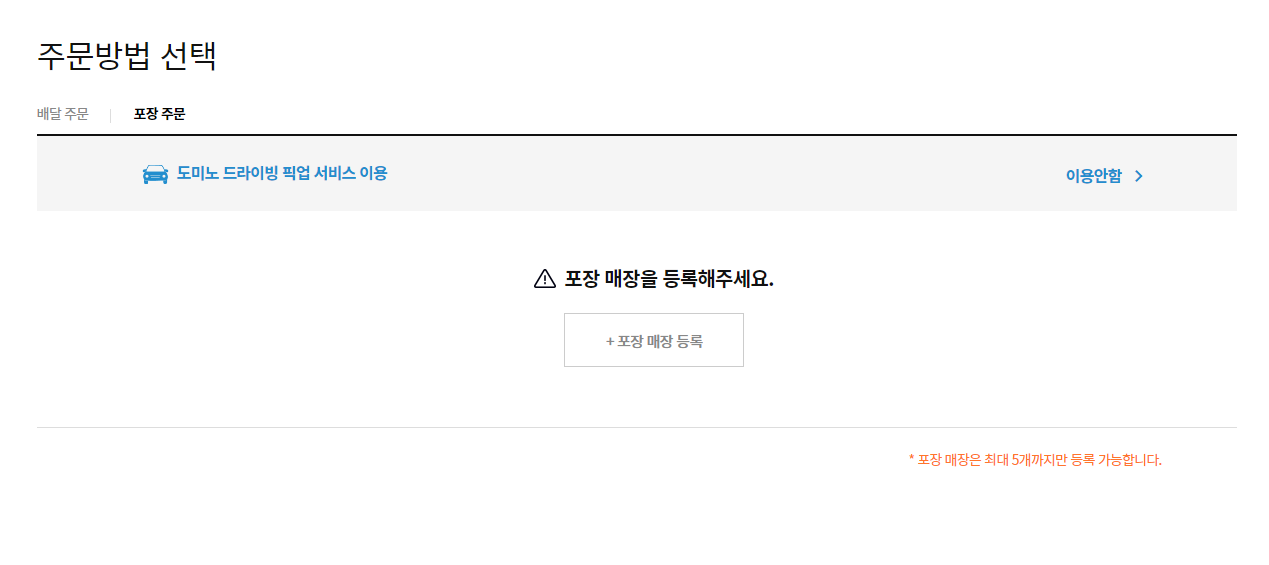 주문방법 선택
배달 주문
포장 주문
도미노 드라이빙 픽업 서비스 이용
이용안함
포장 매장을 등록해주세요.
+ 포장 매장 등록
* 포장 매장은 최대 5개까지만 등록 가능합니다.